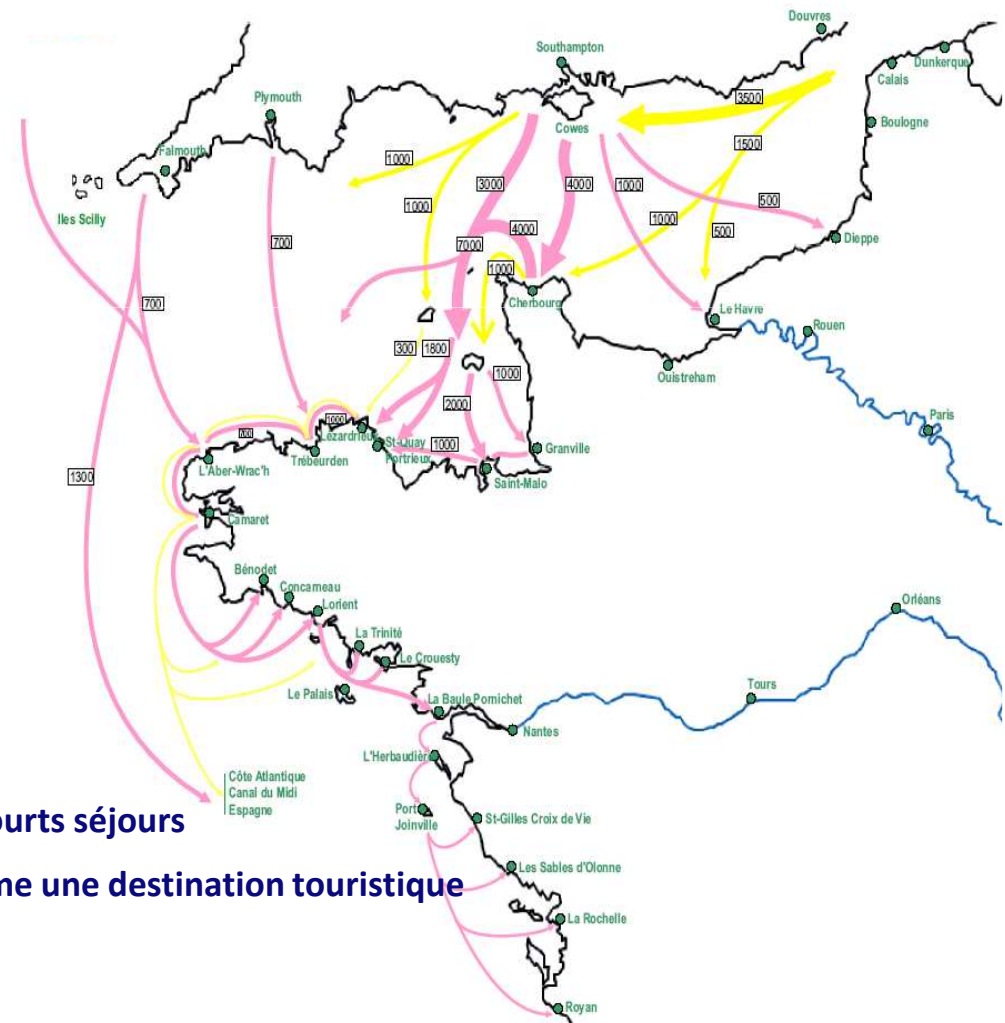 Douvres
Southampton
Dunkerque
Calais
Plymouth
3500
Cowes
Boulogne
1500
Falmouth
1000
3000
4000
1000
Iles Scilly
1000
500
1000
4000
500
700
7000
Dieppe
1000
Cherbourg
700
Le Havre
Rouen
300
1800
Ouistreham
1000
2000
Paris
Lézardrieux
St-Quay
Portrieux
1000
Granville
Trébeurden
L'Aber-Wrac'h
Saint-Malo
1300
Camaret
Bénodet
Concarneau
Lorient
Orléans
La Trinité
Le Crouesty
Le Palais
Tours
La Baule Pornichet
Nantes
L'Herbaudière
Côte Atlantique
Canal du Midi
Espagne
Port
Joinville
St-Gilles Croix de Vie
ourts séjours
Les Sables d'Olonne
me une destination touristique
La Rochelle
Royan